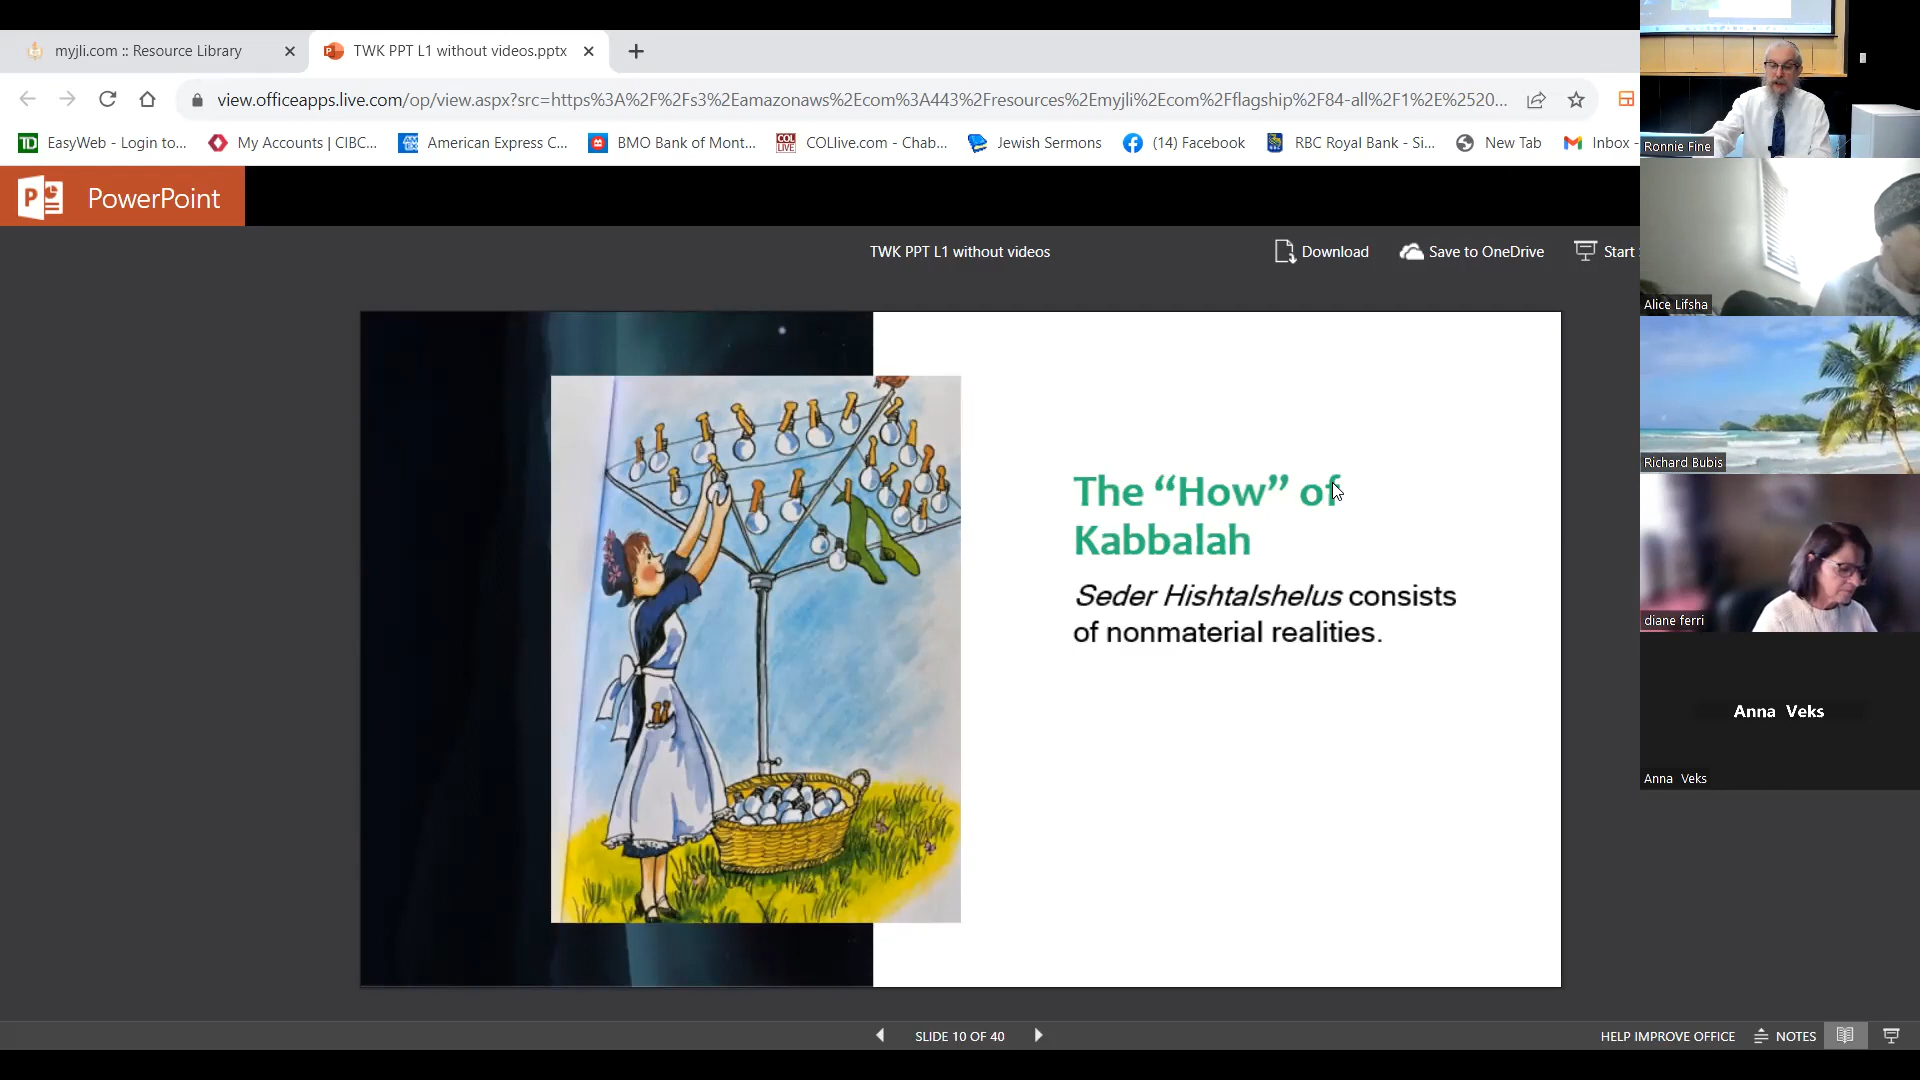 myjli.com :: Resource Library
TWK PPT L1 without videos.pptx
view.officeapps.live.com/op/view.aspx?src=https%3A%2F%2Fs3%2Eamazonaws%2Ecom%3A443%2Fresources%2Emyjli%2Ecom%2Fflagship%2F84-all%2F1%2E%2520...
EasyWeb - Login to...
My Accounts | CIBC...
American Express C...
BMO Bank of Mont...
COLlive.com - Chab...
Jewish Sermons
(14) Facebook
RBC Royal Bank - Si...
New Tab
Inbox -
PowerPoint
TWK PPT L1 without videos
Download
Save to OneDrive
Start
The “How” of
Kabbalah
Seder Hishtalshelus consists
of nonmaterial realities.
SLIDE 10 OF 40
HELP IMPROVE OFFICE
NOTES
Ronnie Fine
Alice Lifsha
Richard Bubis
diane ferri
Anna Veks
Anna Veks